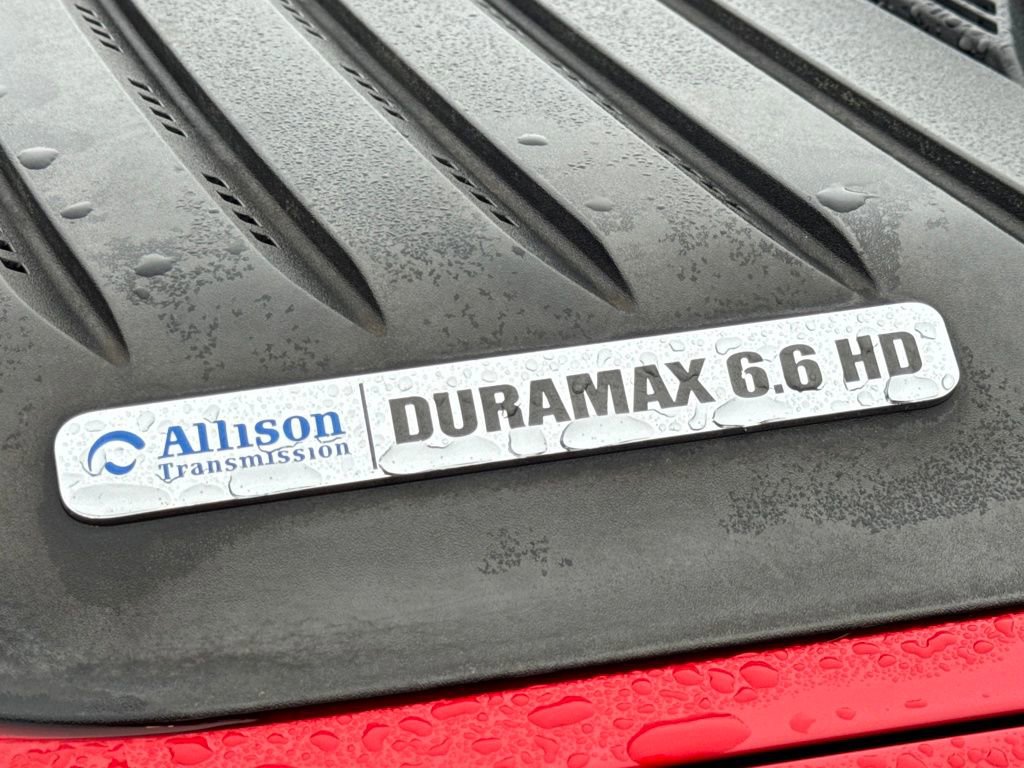 Allison DURAMAX 6.6 HD
Transmission